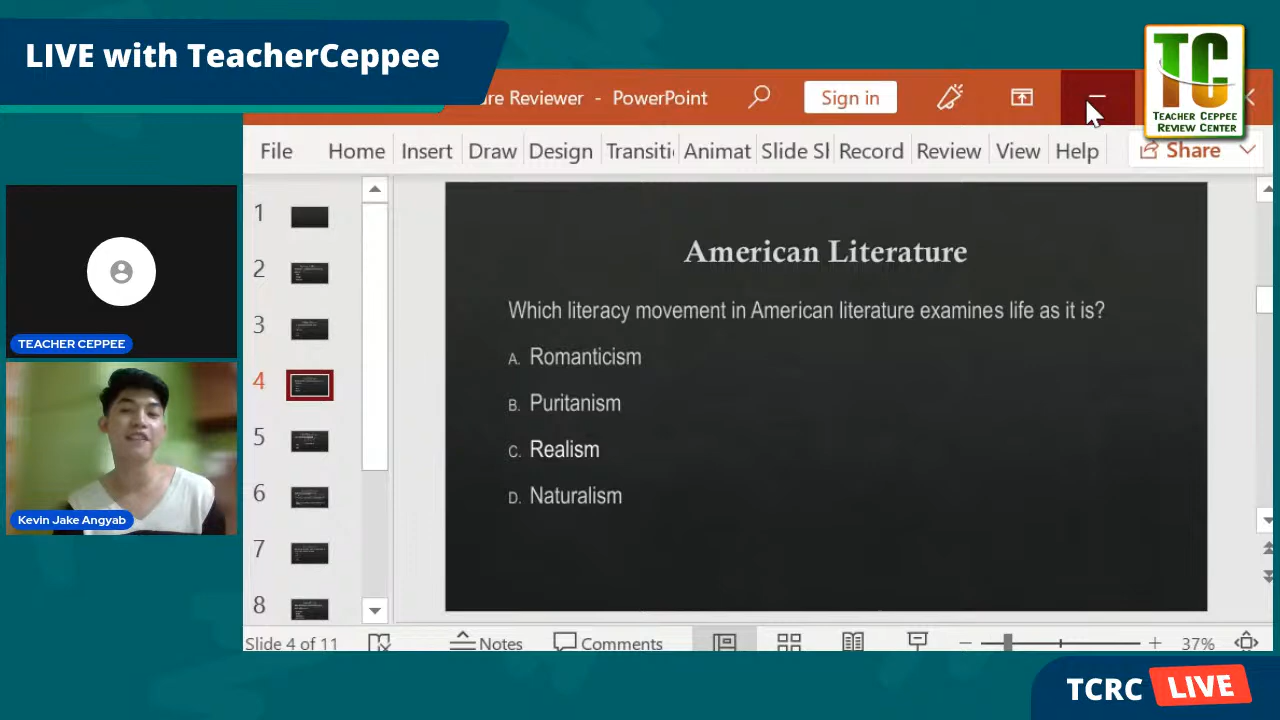 LIVE with TeacherCeppee
re Reviewer - PowerPoint
Sign in
TC
TEACHER CEPPEE
REVIEW CENTER
File Home Insert Draw Design Transiti Animat Slide Sl Record Review View Help Share
1
2
3
4
5
6
7
8
American Literature
Which literacy movement in American literature examines life as it is?
A. Romanticism
B. Puritanism
C. Realism
D. Naturalism
TEACHER CEPPEE
Kevin Jake Angyab
Slide 4 of 11
Notes
Comments
37%
TCRC LIVE